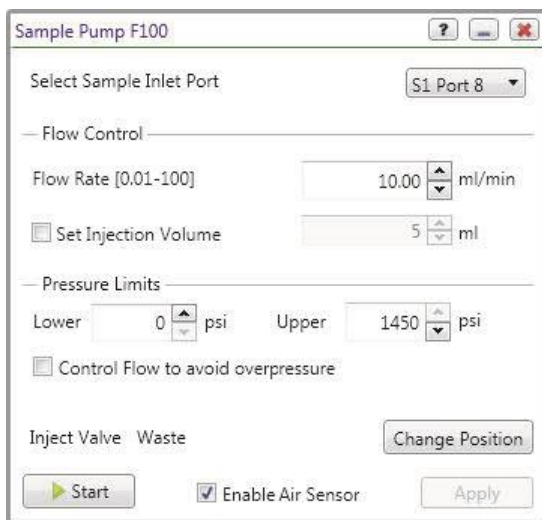 Sample Pump F100 ?
Select Sample Inlet Port S1 Port 8
Flow Control
Flow Rate [0.01-100] 10.00 ml/min
Set Injection Volume 5 ml
Pressure Limits
Lower 0 psi Upper 1450 psi
Control Flow to avoid overpressure
Inject Valve Waste Change Position
Start Enable Air Sensor Apply